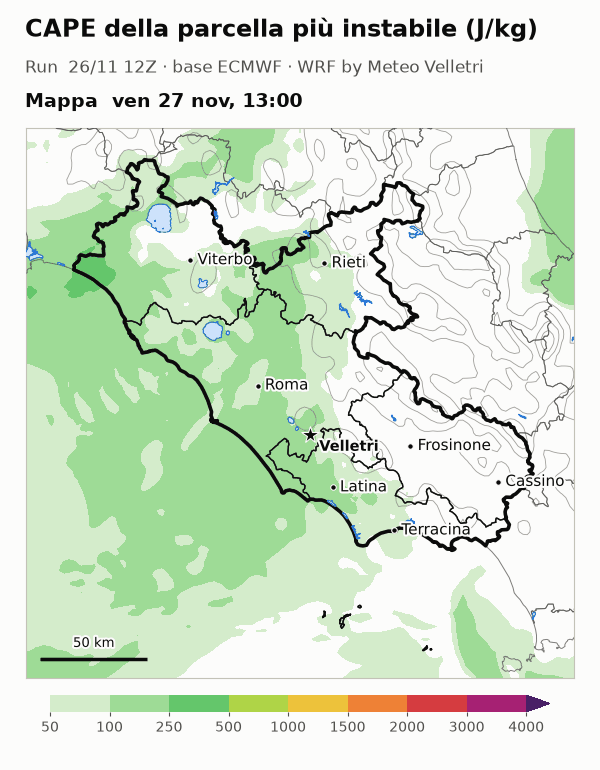 CAPE della parcella più instabile (J/kg)
Run  26/11 12Z · base ECMWF · WRF by Meteo Velletri
Mappa  ven 27 nov, 13:00
Viterbo
Rieti
Roma
Velletri
Frosinone
Latina
Cassino
Terracina
50 km
50 100 250 500 1000 1500 2000 3000 4000